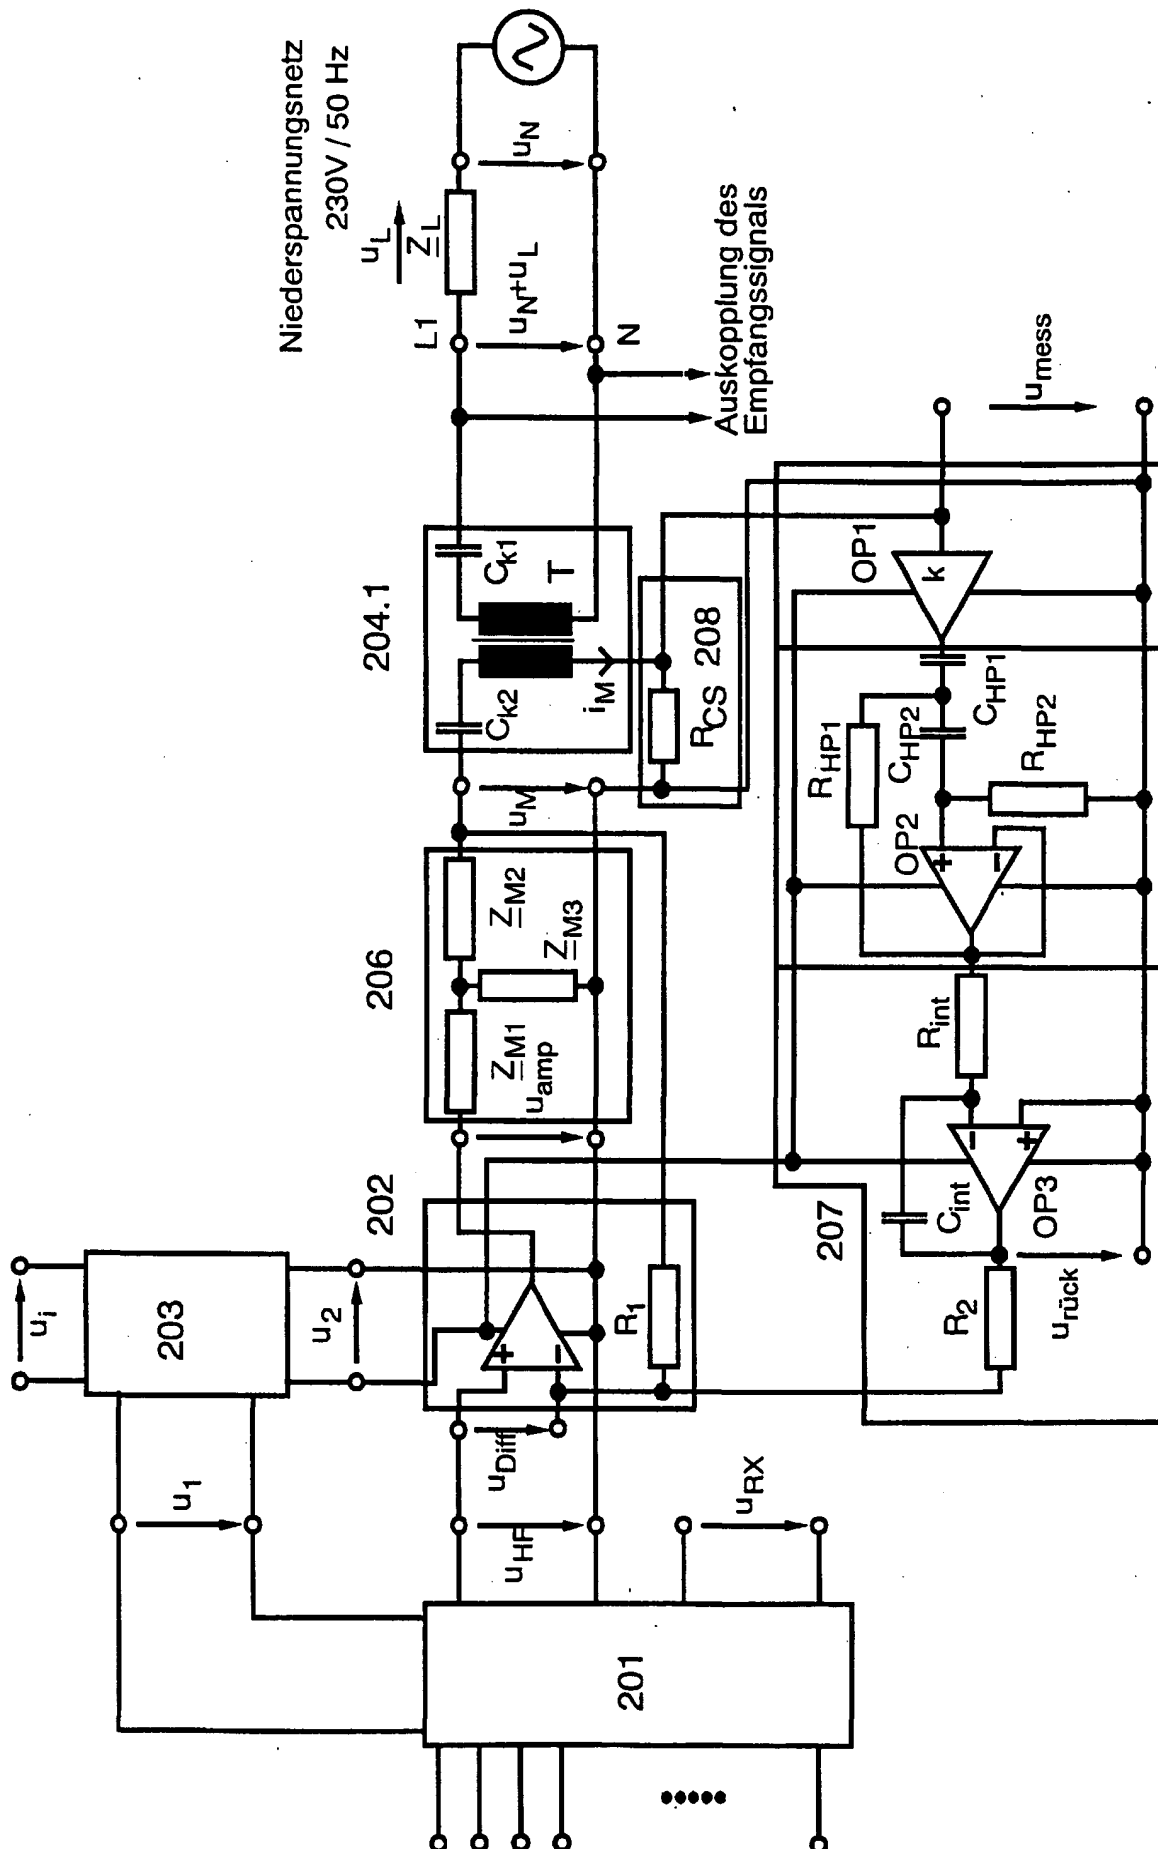 Niederspannungsnetz
230V / 50 Hz
u_L
Z_L
u_N
L1
u_N+u_L
N
Auskopplung des
Empfangssignals
204.1
C_k1
T
C_k2
i_M
208
R_CS
u_M
206
Z_M2
Z_M3
Z_M1
u_amp
202
+
−
R_1
u_i
203
u_2
u_1
u_Diff
u_HF
u_RX
201
u_mess
OP1
k
C_HP1
R_HP1
C_HP2
R_HP2
OP2
+
−
R_int
C_int
−
+
OP3
207
R_2
u_rück